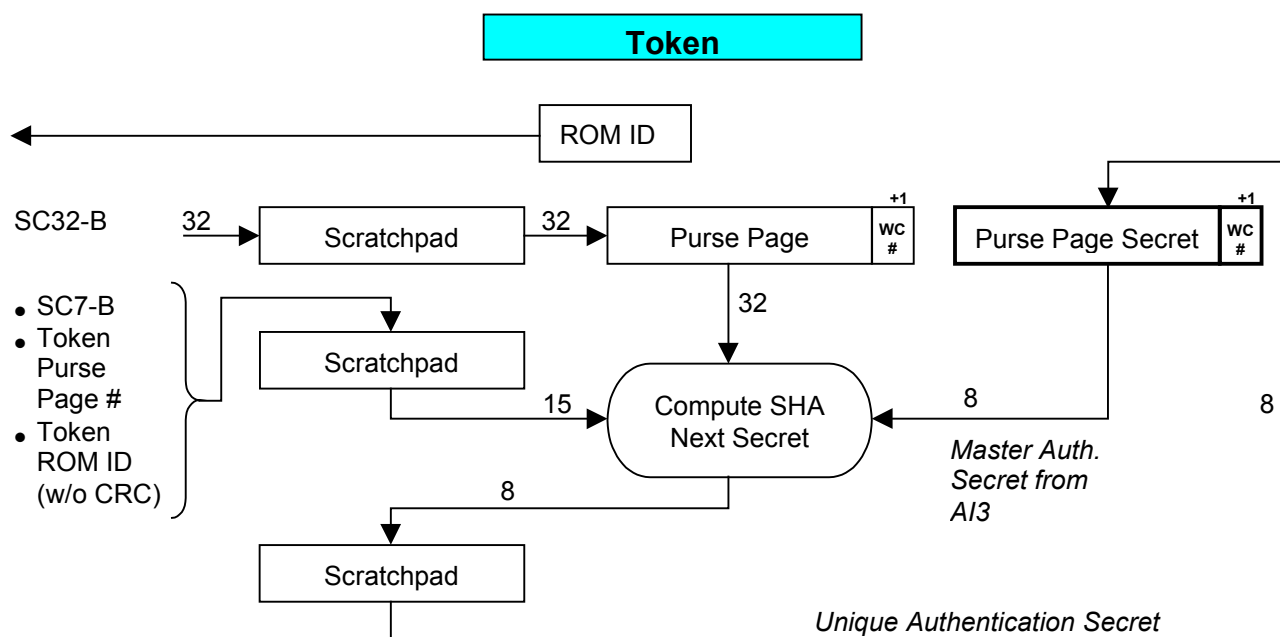 Token
ROM ID
SC32-B
32
Scratchpad
32
Purse Page
+1
WC
#
Purse Page Secret
+1
WC
#
• SC7-B
• Token
Purse
Page #
• Token
ROM ID
(w/o CRC)
Scratchpad
15
32
Compute SHA
Next Secret
8
8
Master Auth.
Secret from
AI3
8
Scratchpad
Unique Authentication Secret